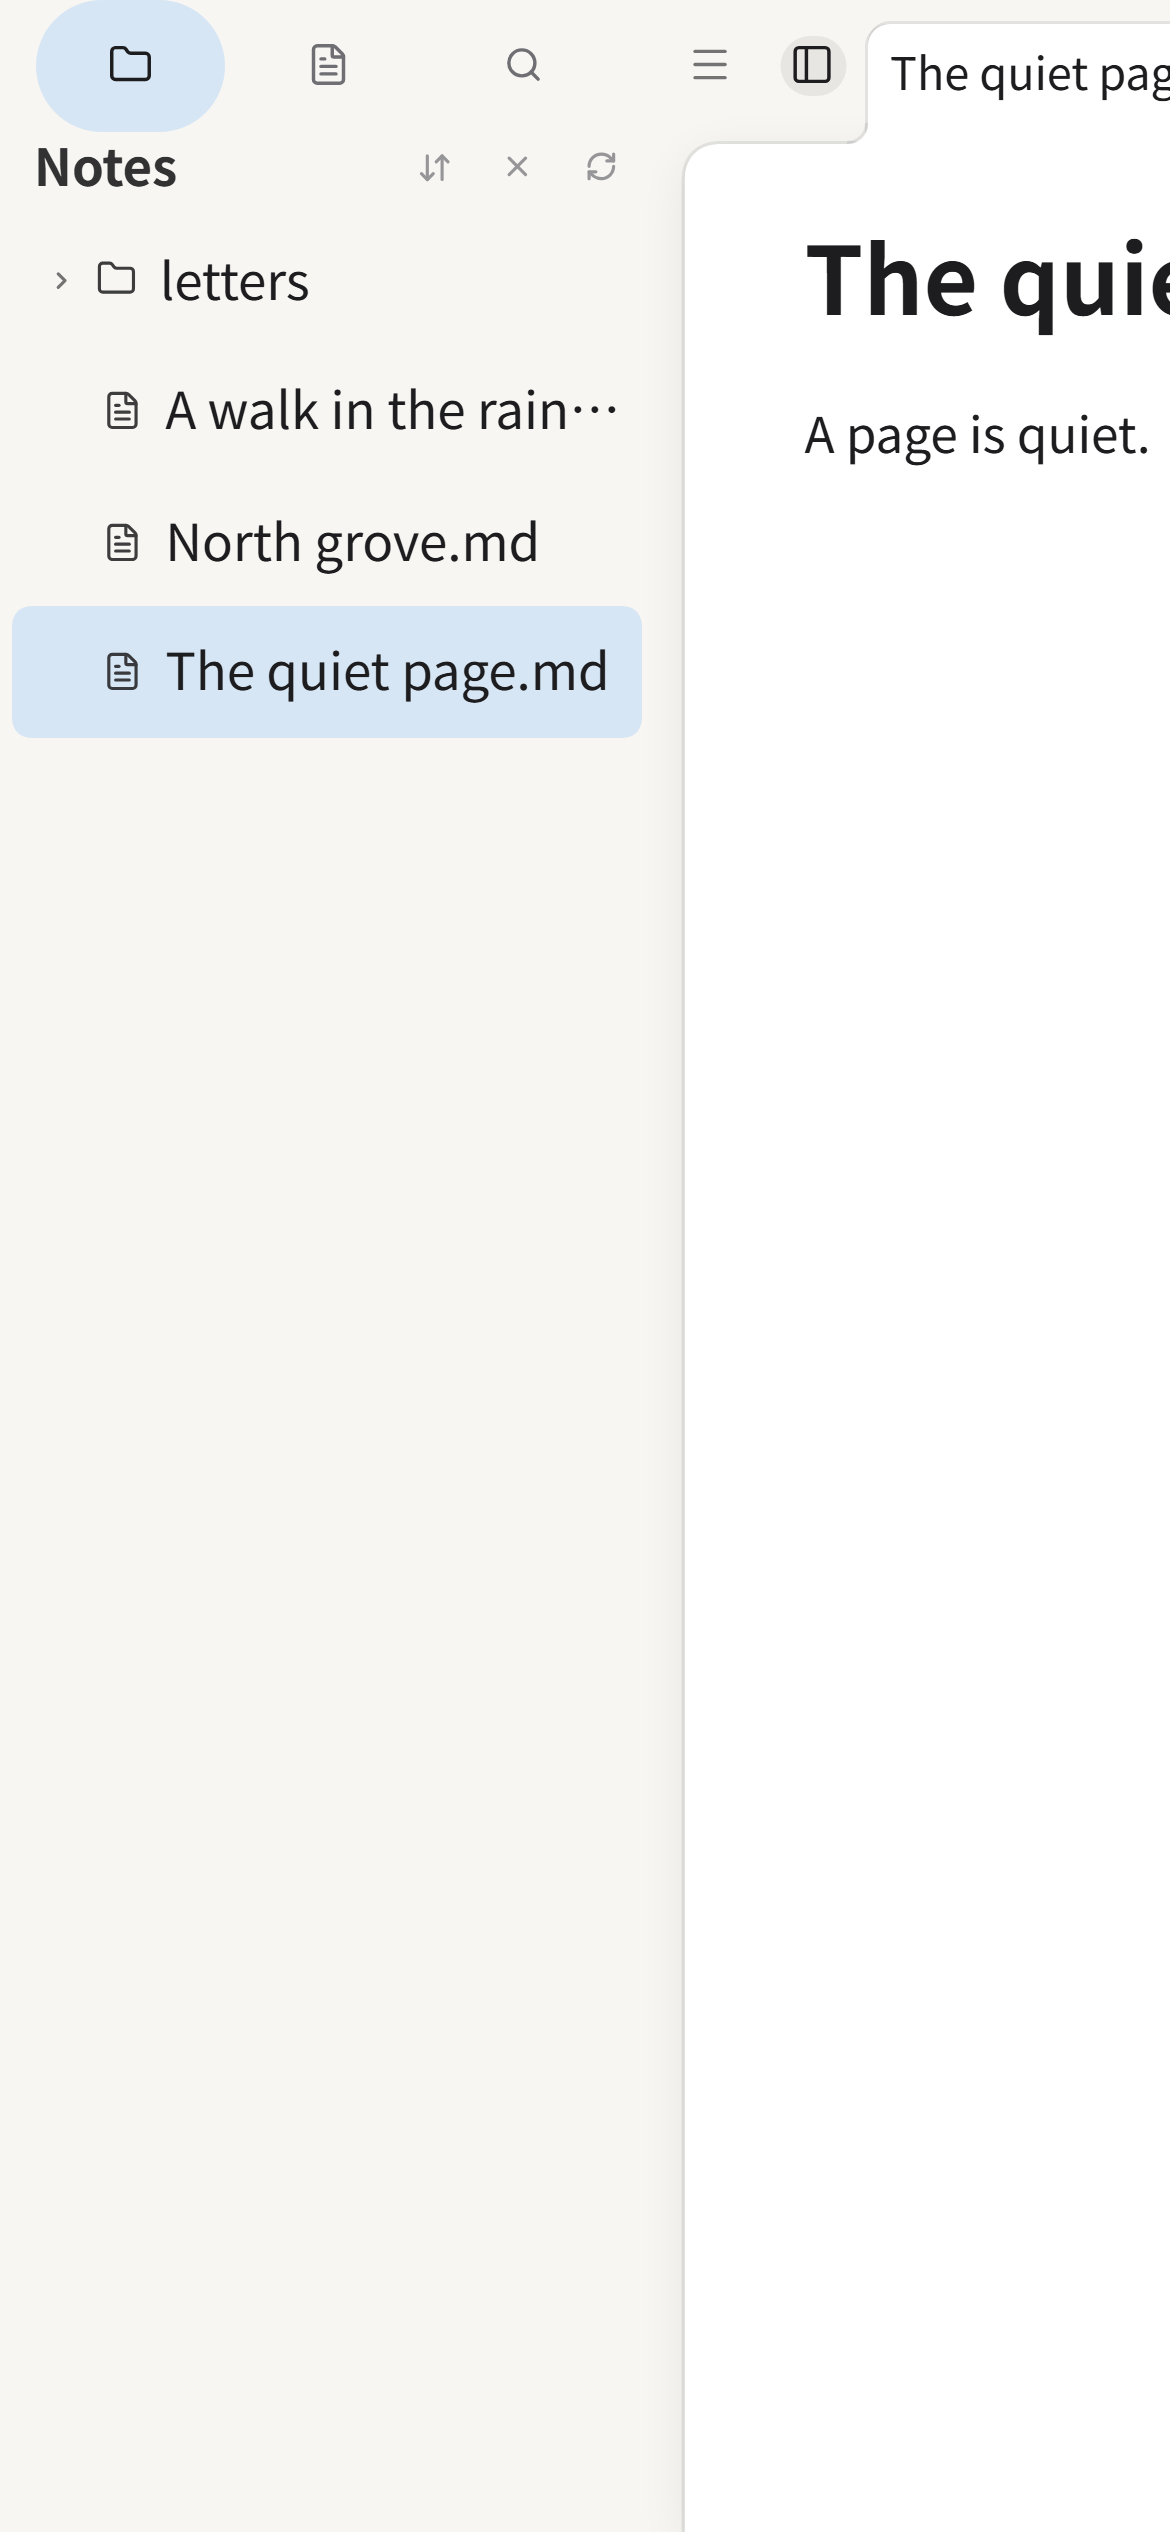 The quiet pag
Notes
letters
A walk in the rain…
North grove.md
The quiet page.md
The quie
A page is quiet.